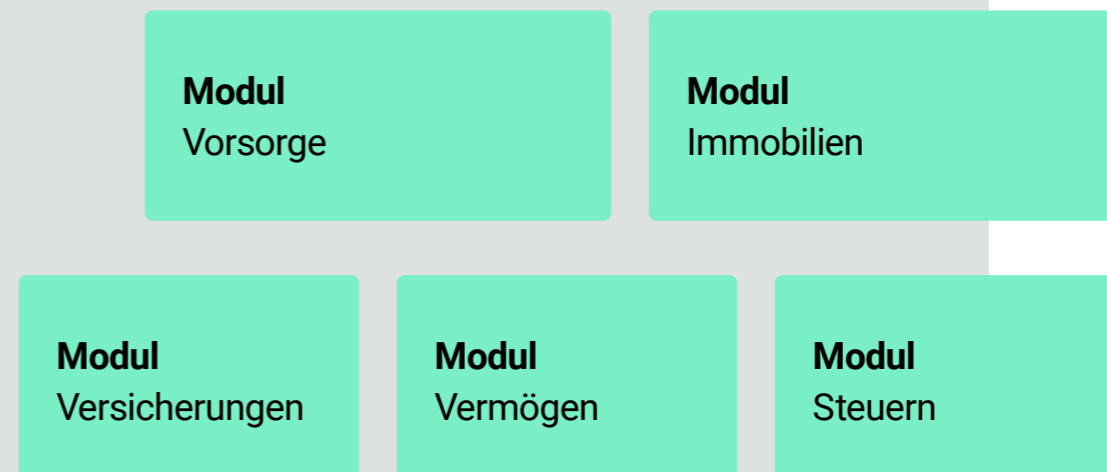 Modul
Vorsorge
Modul
Immobilien
Modul
Versicherungen
Modul
Vermögen
Modul
Steuern